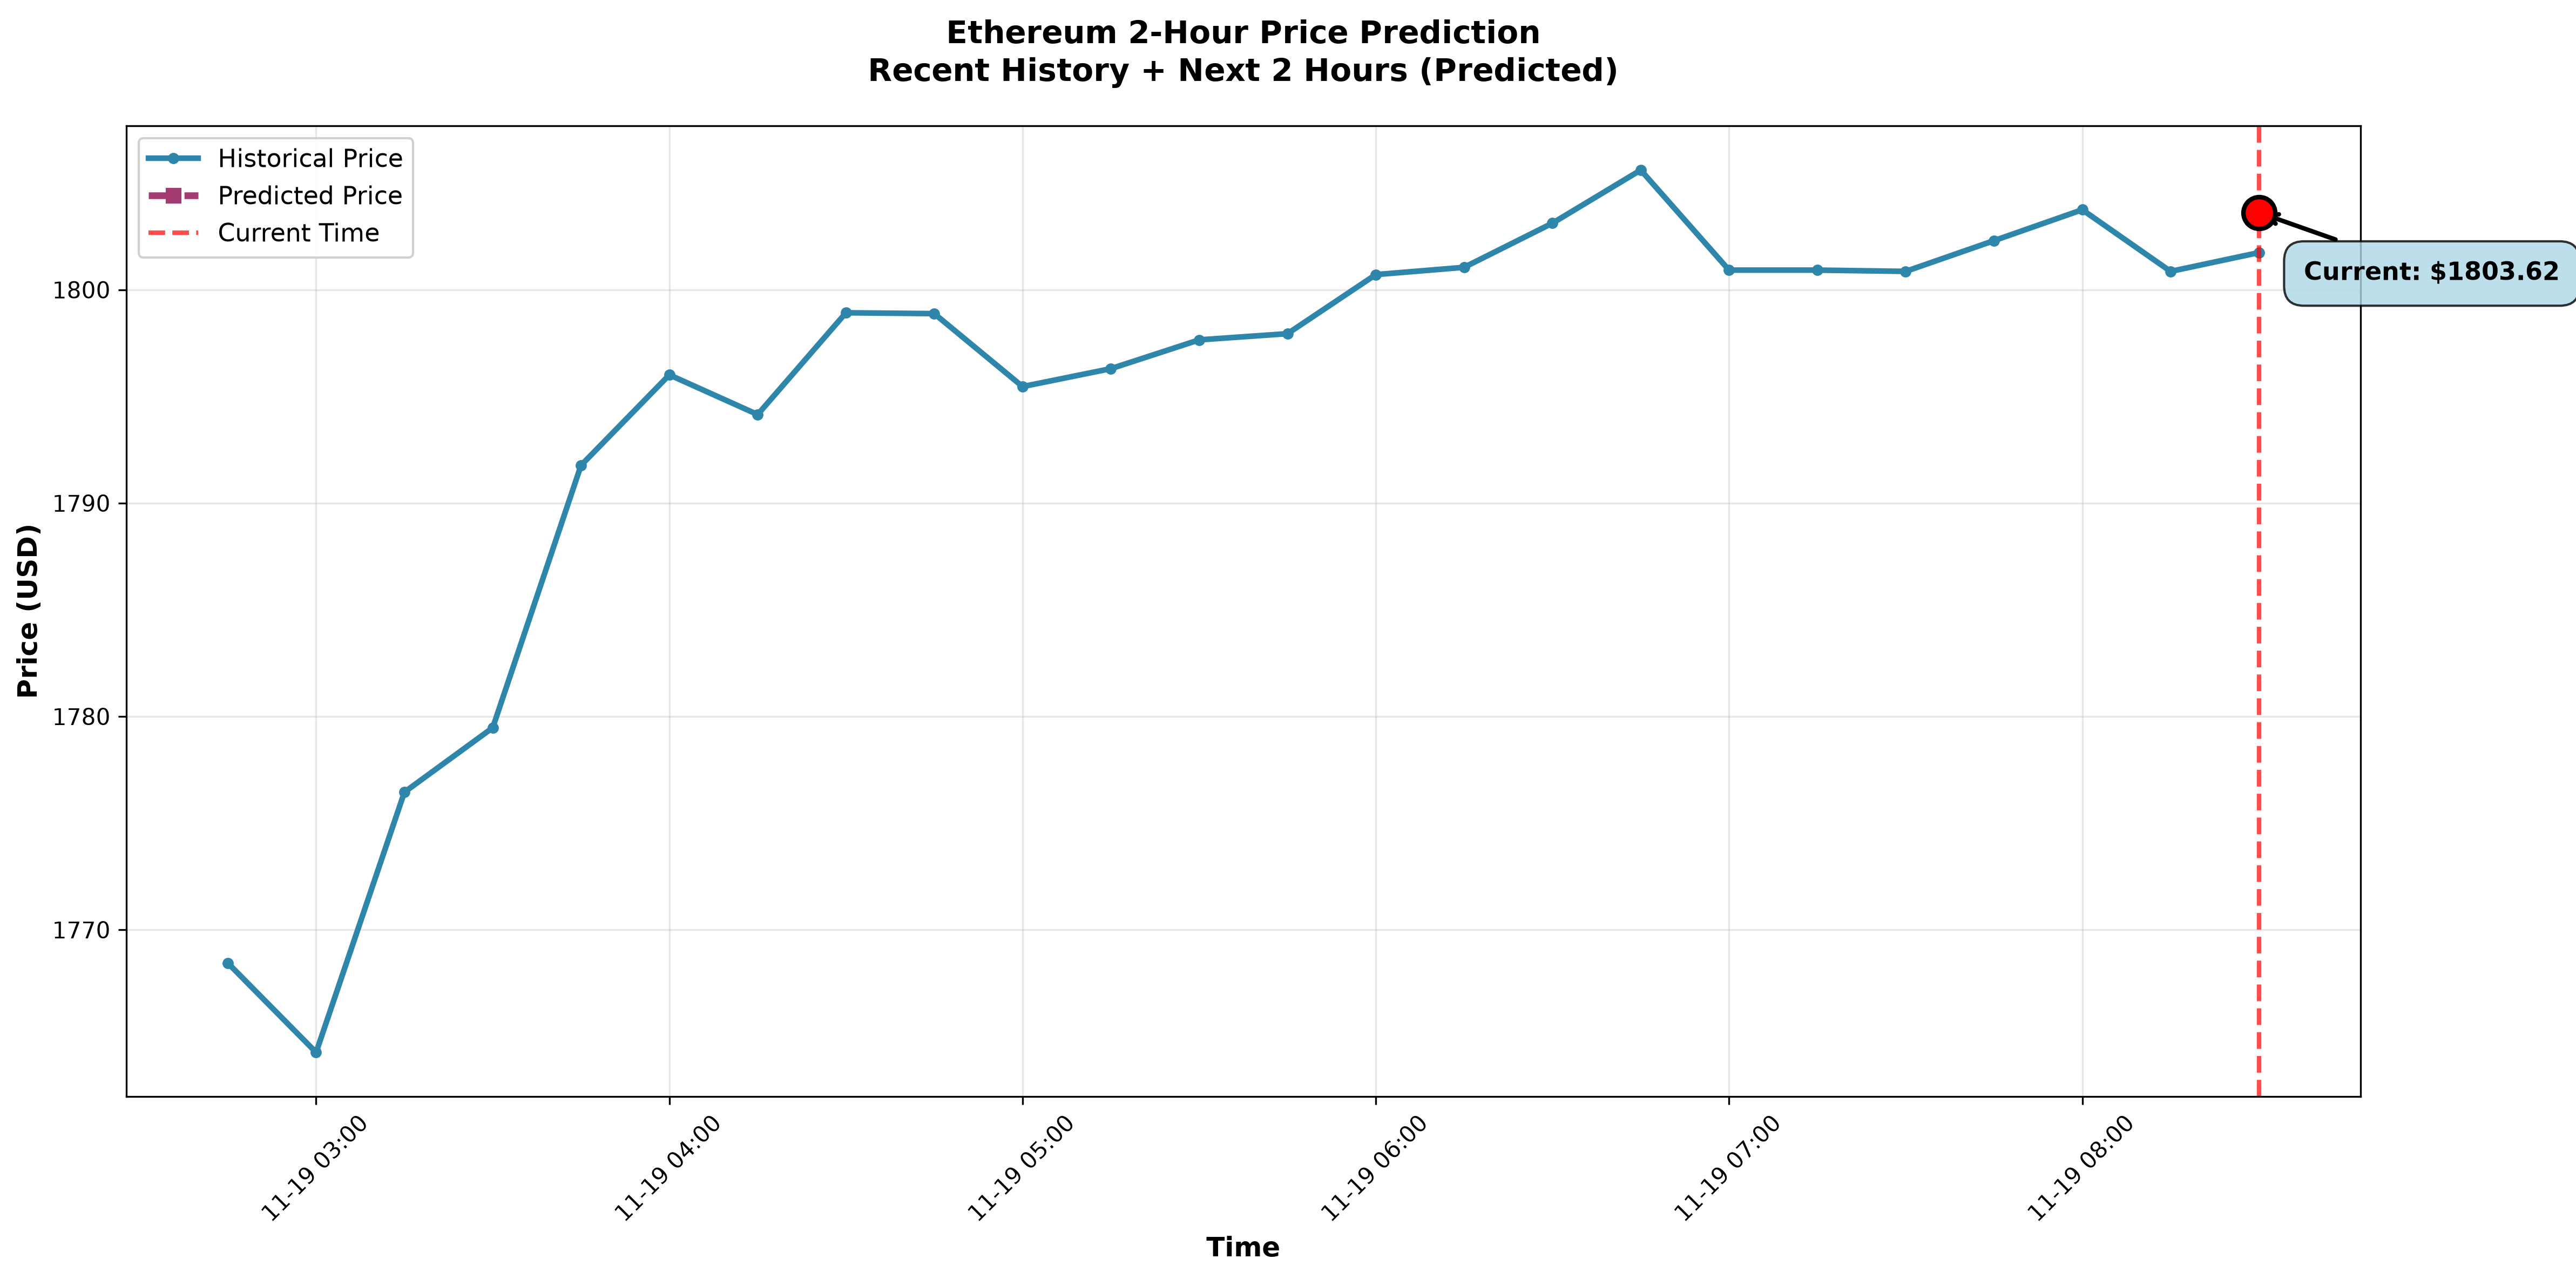 Ethereum 2-Hour Price Prediction
Recent History + Next 2 Hours (Predicted)
Historical Price
Predicted Price
Current Time
Current: $1803.62
Price (USD)
1800
1790
1780
1770
11-19 03:00
11-19 04:00
11-19 05:00
11-19 06:00
11-19 07:00
11-19 08:00
Time